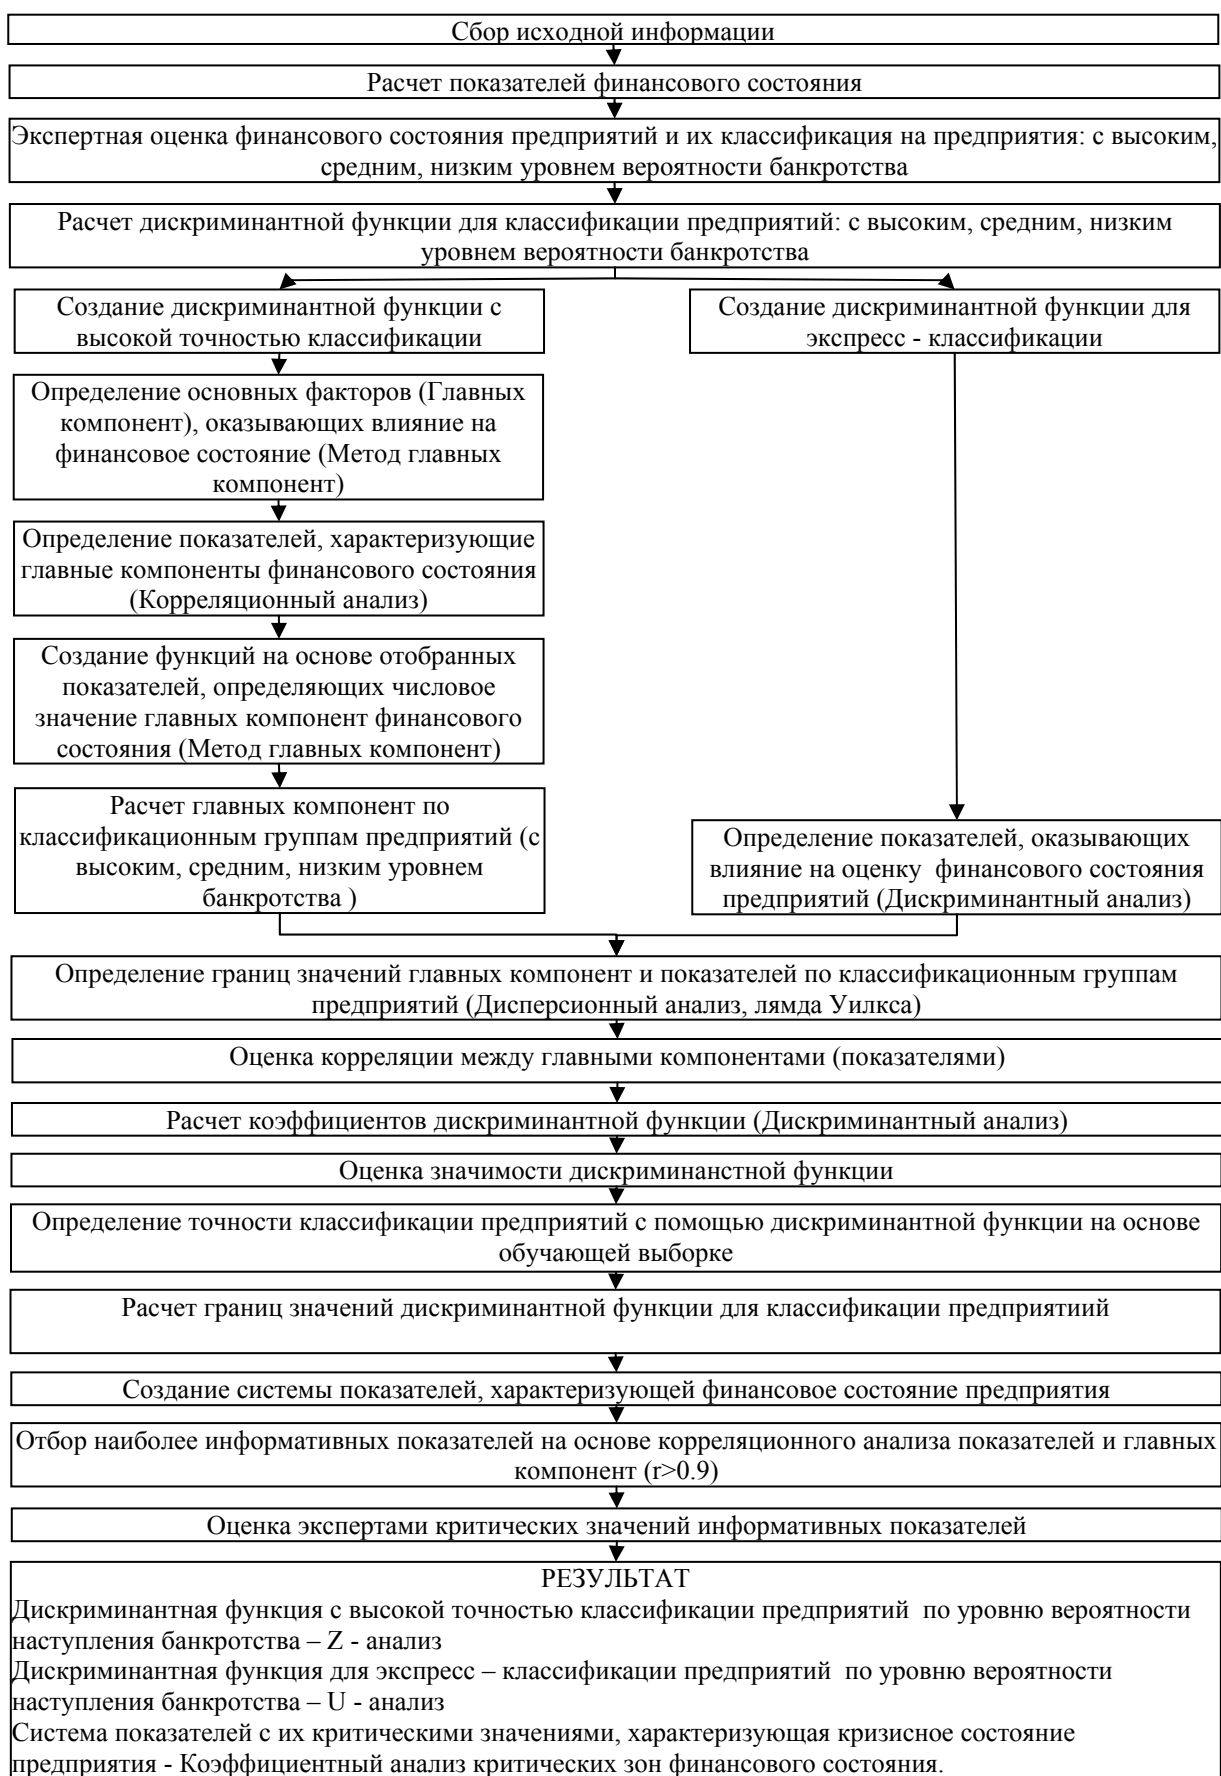 Сбор исходной информации
Расчет показателей финансового состояния
Экспертная оценка финансового состояния предприятий и их классификация на предприятия: с высоким,
средним, низким уровнем вероятности банкротства
Расчет дискриминантной функции для классификации предприятий: с высоким, средним, низким
уровнем вероятности банкротства
Создание дискриминантной функции с
высокой точностью классификации
Создание дискриминантной функции для
экспресс - классификации
Определение основных факторов (Главных
компонент), оказывающих влияние на
финансовое состояние (Метод главных
компонент)
Определение показателей, характеризующие
главные компоненты финансового состояния
(Корреляционный анализ)
Создание функций на основе отобранных
показателей, определяющих числовое
значение главных компонент финансового
состояния (Метод главных компонент)
Расчет главных компонент по
классификационным группам предприятий (с
высоким, средним, низким уровнем
банкротства )
Определение показателей, оказывающих
влияние на оценку  финансового состояния
предприятий (Дискриминантный анализ)
Определение границ значений главных компонент и показателей по классификационным группам
предприятий (Дисперсионный анализ, лямда Уилкса)
Оценка корреляции между главными компонентами (показателями)
Расчет коэффициентов дискриминантной функции (Дискриминантный анализ)
Оценка значимости дискриминанстной функции
Определение точности классификации предприятий с помощью дискриминантной функции на основе
обучающей выборке
Расчет границ значений дискриминантной функции для классификации предприятиий
Создание системы показателей, характеризующей финансовое состояние предприятия
Отбор наиболее информативных показателей на основе корреляционного анализа показателей и главных
компонент (r>0.9)
Оценка экспертами критических значений информативных показателей
РЕЗУЛЬТАТ
Дискриминантная функция с высокой точностью классификации предприятий  по уровню вероятности
наступления банкротства – Z - анализ
Дискриминантная функция для экспресс – классификации предприятий  по уровню вероятности
наступления банкротства – U - анализ
Система показателей с их критическими значениями, характеризующая кризисное состояние
предприятия - Коэффициентный анализ критических зон финансового состояния.